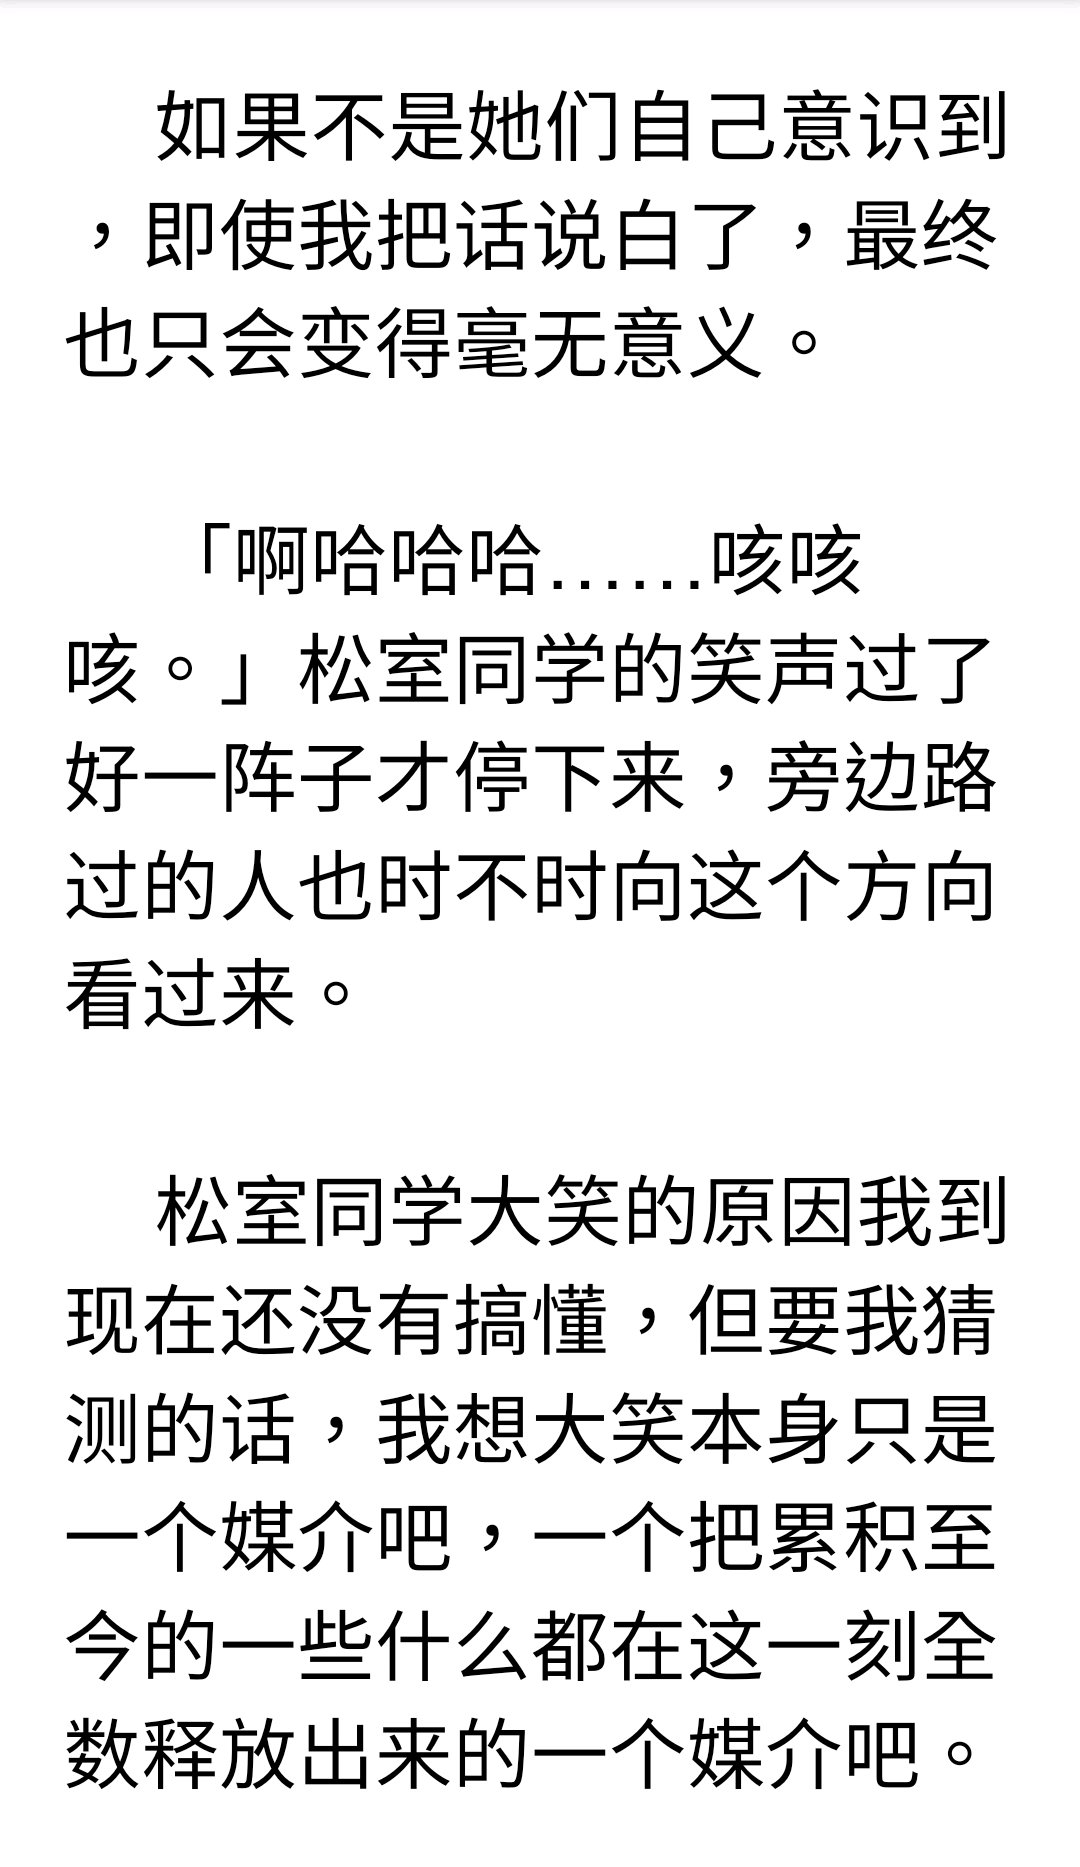 如果不是她们自己意识到
，即使我把话说白了，最终
也只会变得毫无意义。
「啊哈哈哈……咳咳
咳。」松室同学的笑声过了
好一阵子才停下来，旁边路
过的人也时不时向这个方向
看过来。
松室同学大笑的原因我到
现在还没有搞懂，但要我猜
测的话，我想大笑本身只是
一个媒介吧，一个把累积至
今的一些什么都在这一刻全
数释放出来的一个媒介吧。